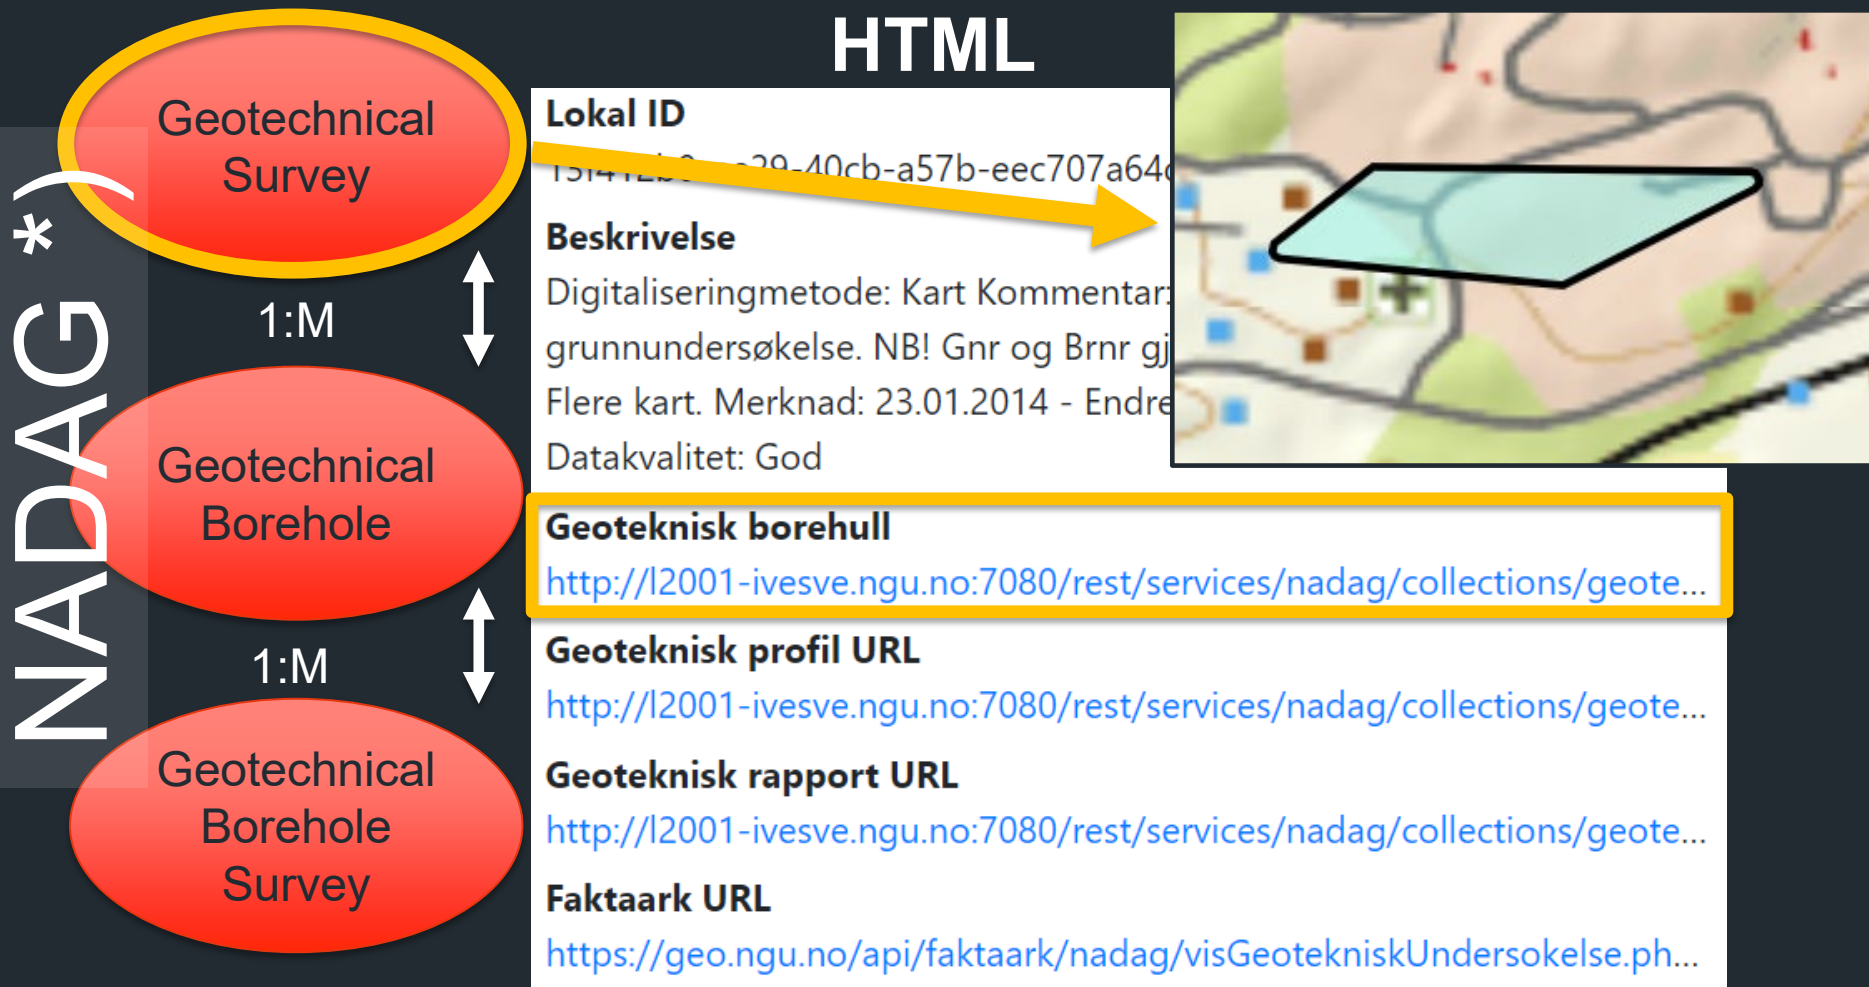 HTML
NADAG *)
Geotechnical
Survey
1:M
Geotechnical
Borehole
1:M
Geotechnical
Borehole
Survey
Lokal ID
-40cb-a57b-eec707a64
Beskrivelse
Digitaliseringmetode: Kart Kommentar:
grunnundersøkelse. NB! Gnr og Brnr gj
Flere kart. Merknad: 23.01.2014 - Endre
Datakvalitet: God
Geoteknisk borehull
http://l2001-ivesve.ngu.no:7080/rest/services/nadag/collections/geote...
Geoteknisk profil URL
http://l2001-ivesve.ngu.no:7080/rest/services/nadag/collections/geote...
Geoteknisk rapport URL
http://l2001-ivesve.ngu.no:7080/rest/services/nadag/collections/geote...
Faktaark URL
https://geo.ngu.no/api/faktaark/nadag/visGeotekniskUndersokelse.ph...